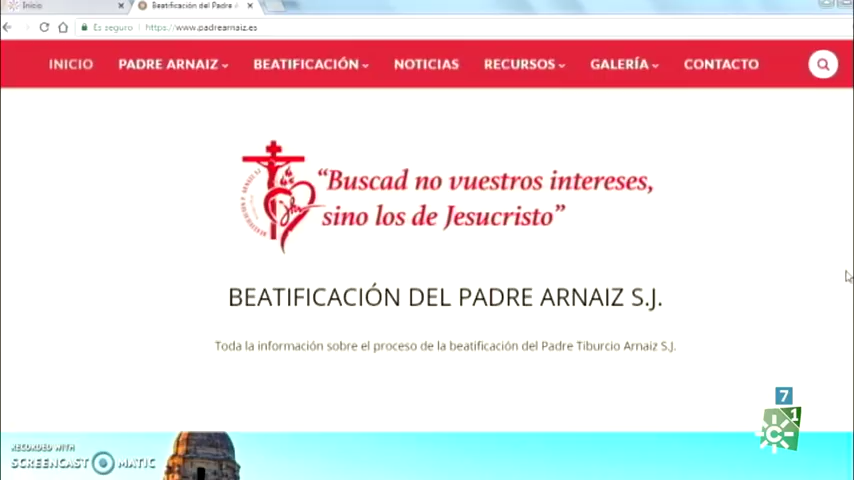 Inicio
Beatificación del Padre A
Es seguro
https://www.padrearnaiz.es
INICIO
PADRE ARNAIZ
BEATIFICACIÓN
NOTICIAS
RECURSOS
GALERÍA
CONTACTO
“Buscad no vuestros intereses,
sino los de Jesucristo”
BEATIFICACIÓN DEL PADRE ARNAIZ S.J.
Toda la información sobre el proceso de la beatificación del Padre Tiburcio Arnaiz S.J.
7
1
RECORDED WITH
SCREENCAST MATIC